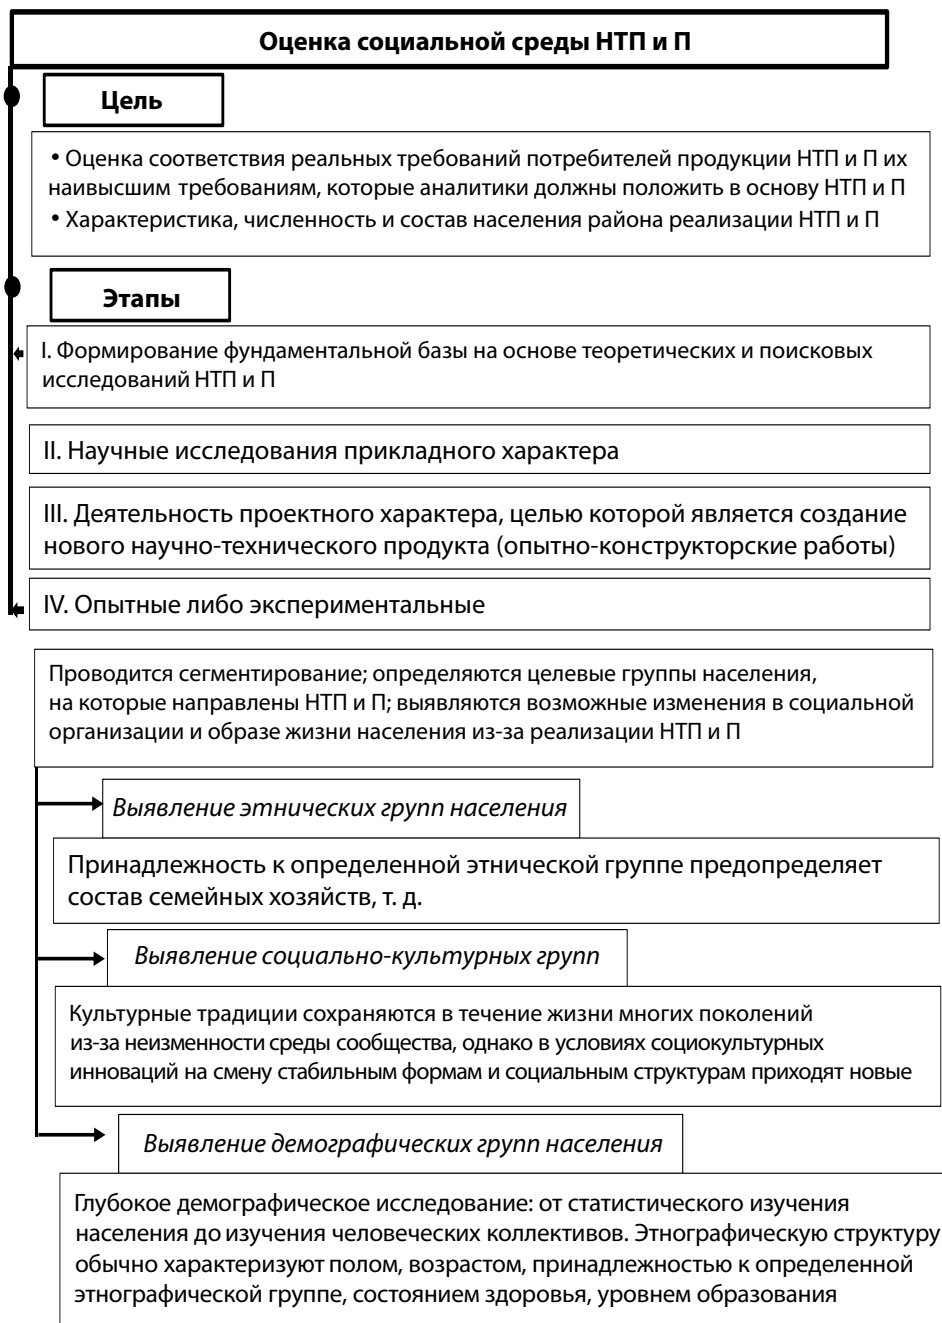 Оценка социальной среды НТП и П
Цель
• Оценка соответствия реальных требований потребителей продукции НТП и П их
наивысшим требованиям, которые аналитики должны положить в основу НТП и П
• Характеристика, численность и состав населения района реализации НТП и П
Этапы
I. Формирование фундаментальной базы на основе теоретических и поисковых
исследований НТП и П
II. Научные исследования прикладного характера
III. Деятельность проектного характера, целью которой является создание
нового научно-технического продукта (опытно-конструкторские работы)
IV. Опытные либо экспериментальные
Проводится сегментирование; определяются целевые группы населения,
на которые направлены НТП и П; выявляются возможные изменения в социальной
организации и образе жизни населения из-за реализации НТП и П
Выявление этнических групп населения
Принадлежность к определенной этнической группе предопределяет
состав семейных хозяйств, т. д.
Выявление социально-культурных групп
Культурные традиции сохраняются в течение жизни многих поколений
из-за неизменности среды сообщества, однако в условиях социокультурных
инноваций на смену стабильным формам и социальным структурам приходят новые
Выявление демографических групп населения
Глубокое демографическое исследование: от статистического изучения
населения до изучения человеческих коллективов. Этнографическую структуру
обычно характеризуют полом, возрастом, принадлежностью к определенной
этнографической группе, состоянием здоровья, уровнем образования